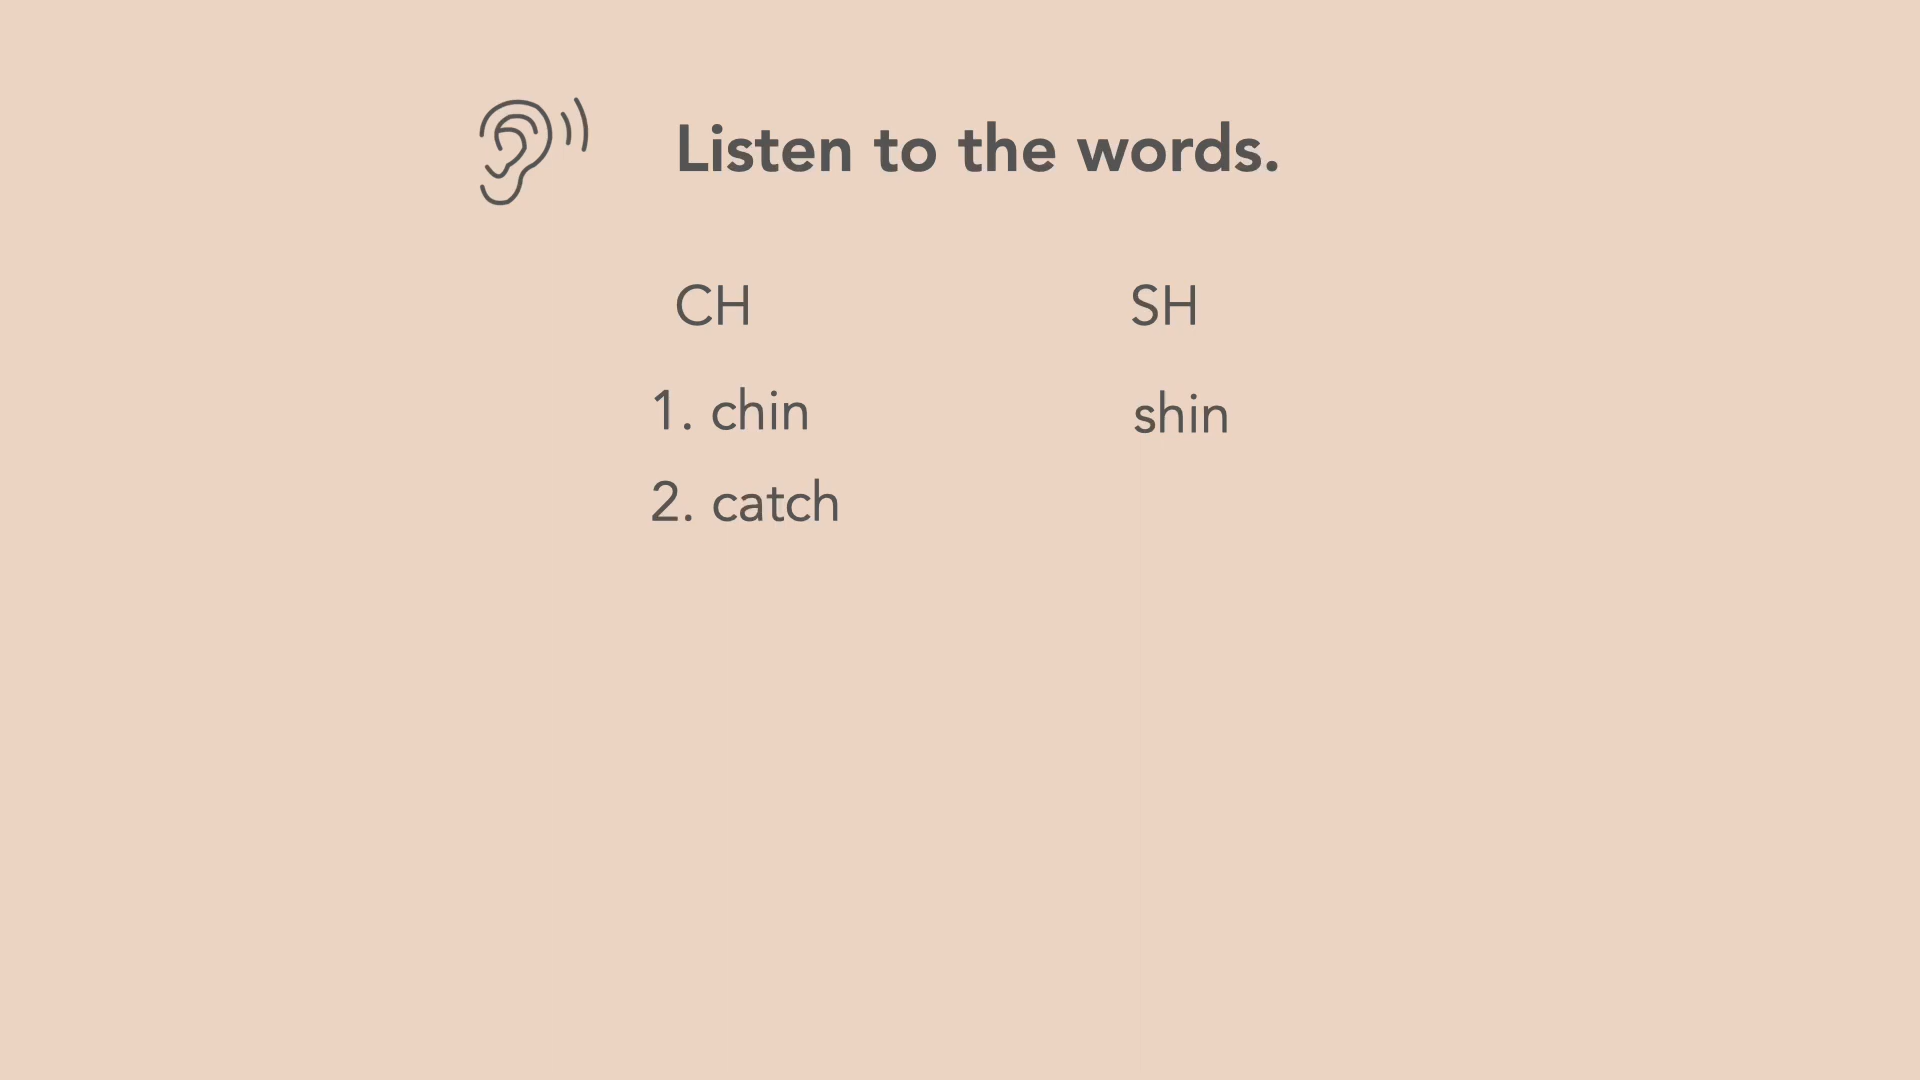 Listen to the words.
CH SH
1. chin shin
2. catch